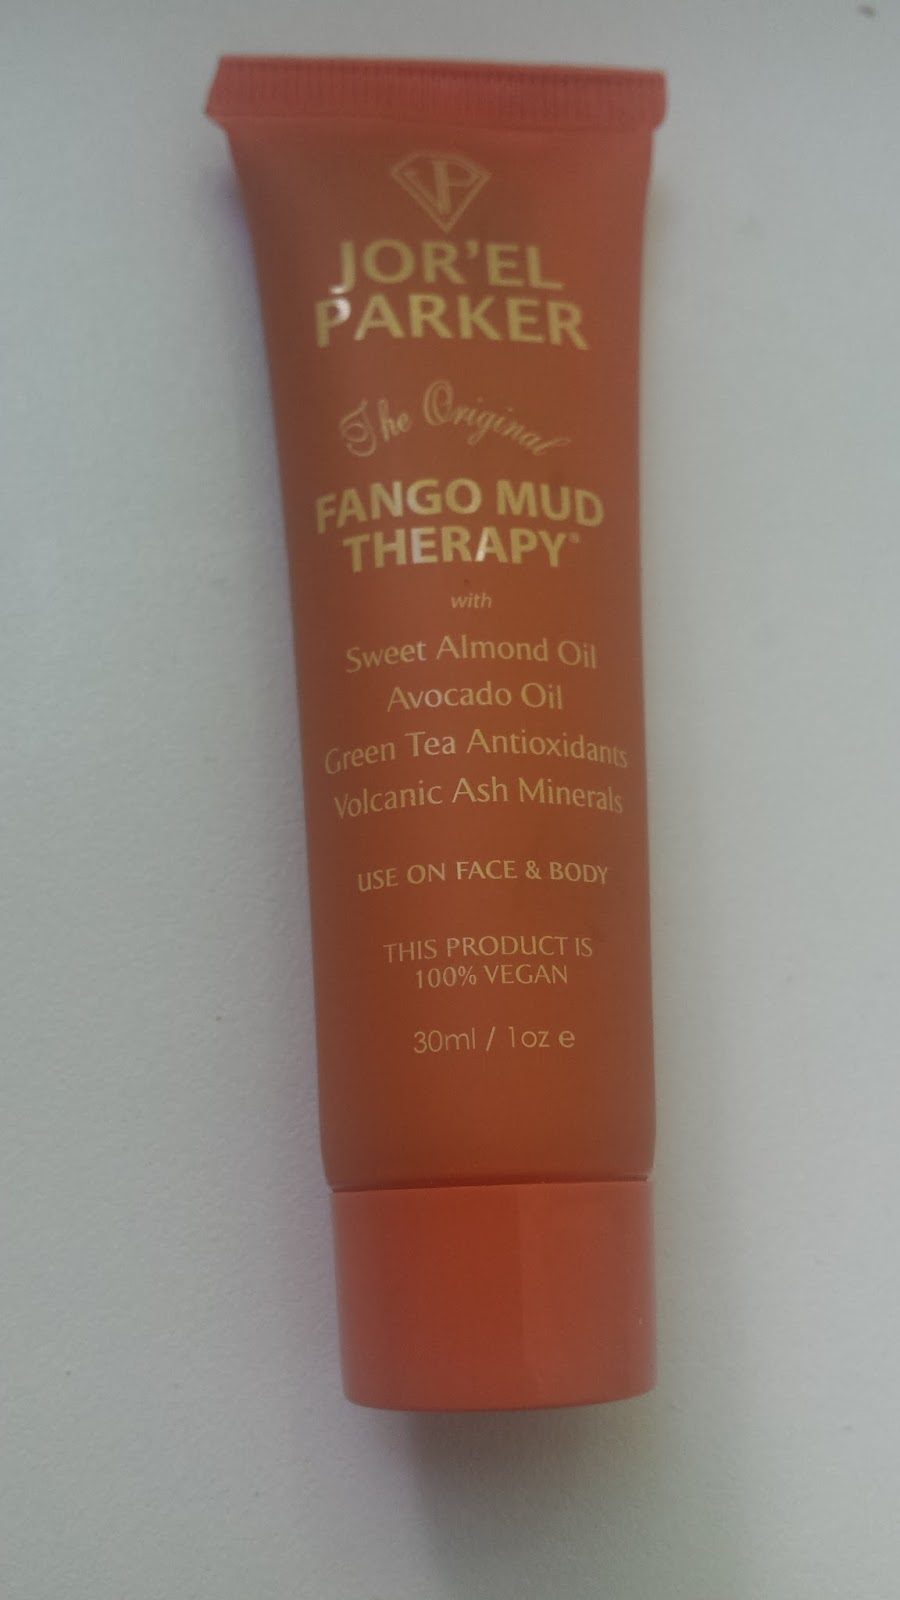 JP
JOR'EL
PARKER
The Original
FANGO MUD
THERAPY®
with
Sweet Almond Oil
Avocado Oil
Green Tea Antioxidants
Volcanic Ash Minerals
USE ON FACE & BODY
THIS PRODUCT IS
100% VEGAN
30ml / 1oz e